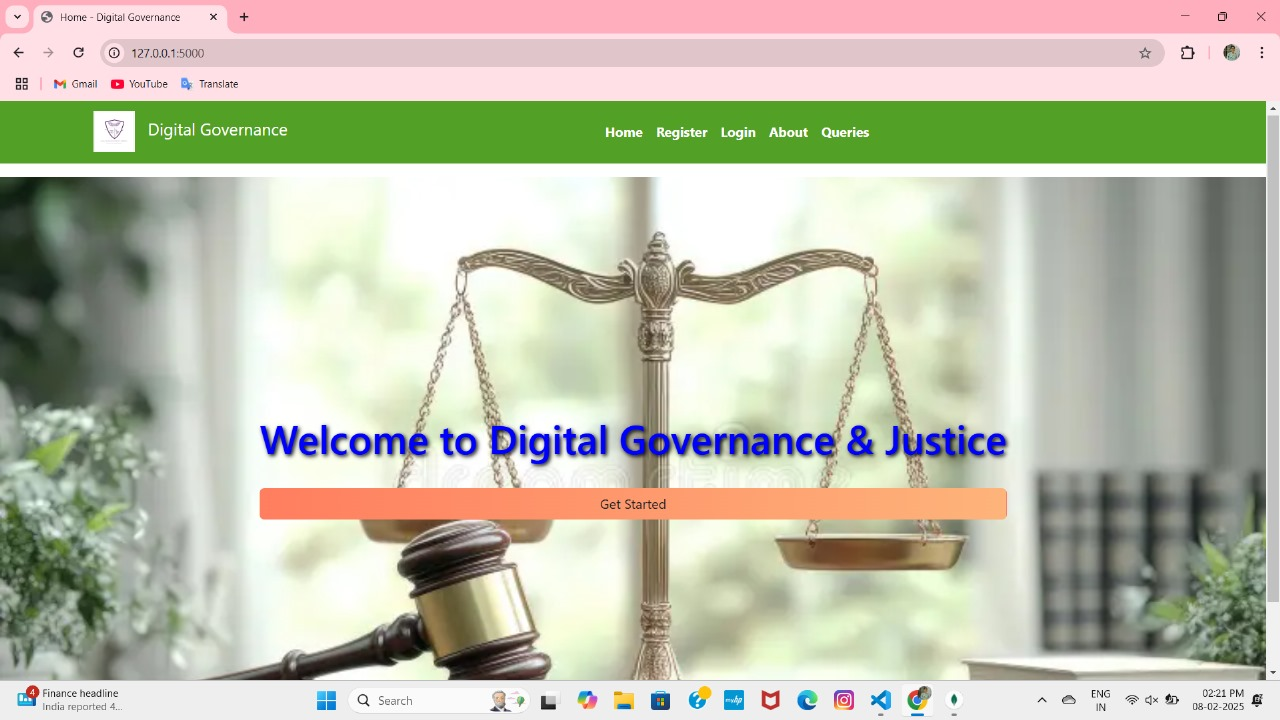 Home - Digital Governance
127.0.0.1:5000
Gmail YouTube Translate
Digital Governance Home Register Login About Queries
Welcome to Digital Governance & Justice
Get Started
4 Finance headline
India reported 4...
Search
myhp
ENG
IN
02:21 PM
08-02-2025